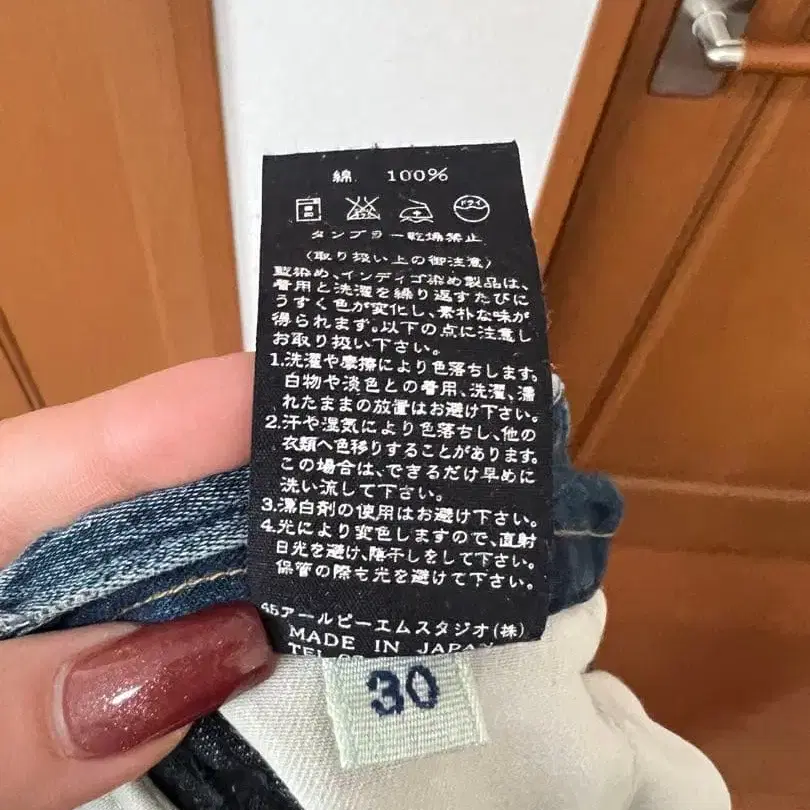 綿 100%
ドライ
タンブラー乾燥禁止
(取り扱い上の御注意)
藍染め、インディゴ染め製品は、
着用と洗濯を繰り返すたびに
うすく色が変化し、素朴な味が
得られます。以下の点に注意し
お取り扱い下さい。
1.洗濯や摩擦により色落ちします。
白物や淡色との着用、洗濯、濡
れたままの放置はお避け下さい。
2.汗や湿気により色落ちし、他の
衣類へ色移りすることがあります。
この場合は、できるだけ早めに
洗い流して下さい。
3.漂白剤の使用はお避け下さい。
4.光により変色しますので、直射
日光を避け、陰干しをして下さい。
保管の際も光を避けて下さい。
45アールピーエムスタジオ(株)
MADE IN JAPAN
TEL
30